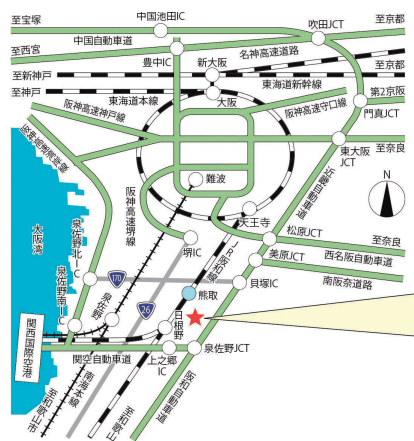 至宝塚
中国池田IC
吹田JCT
至京都
至西宮
中国自動車道
豊中IC
名神高速道路
新大阪
至新神戸
至京都
東海道新幹線
至神戸
東海道本線
大阪
第2京阪
阪神高速神戸線
阪神高速守口線
門真JCT
阪神高速湾岸線
至奈良
東大阪
JCT
近畿自動車道
難波
N
大阪湾
阪神高速堺線
天王寺
松原JCT
至奈良
西名阪自動車道
堺IC
JR阪和線
美原JCT
泉佐野北IC
南阪奈道路
貝塚IC
170
熊取
泉佐野
26
泉佐野南IC
日根野
関西国際空港
関空自動車道
上之郷
IC
泉佐野JCT
南海本線
阪和自動車道
至和歌山市
至和歌山
至和歌山